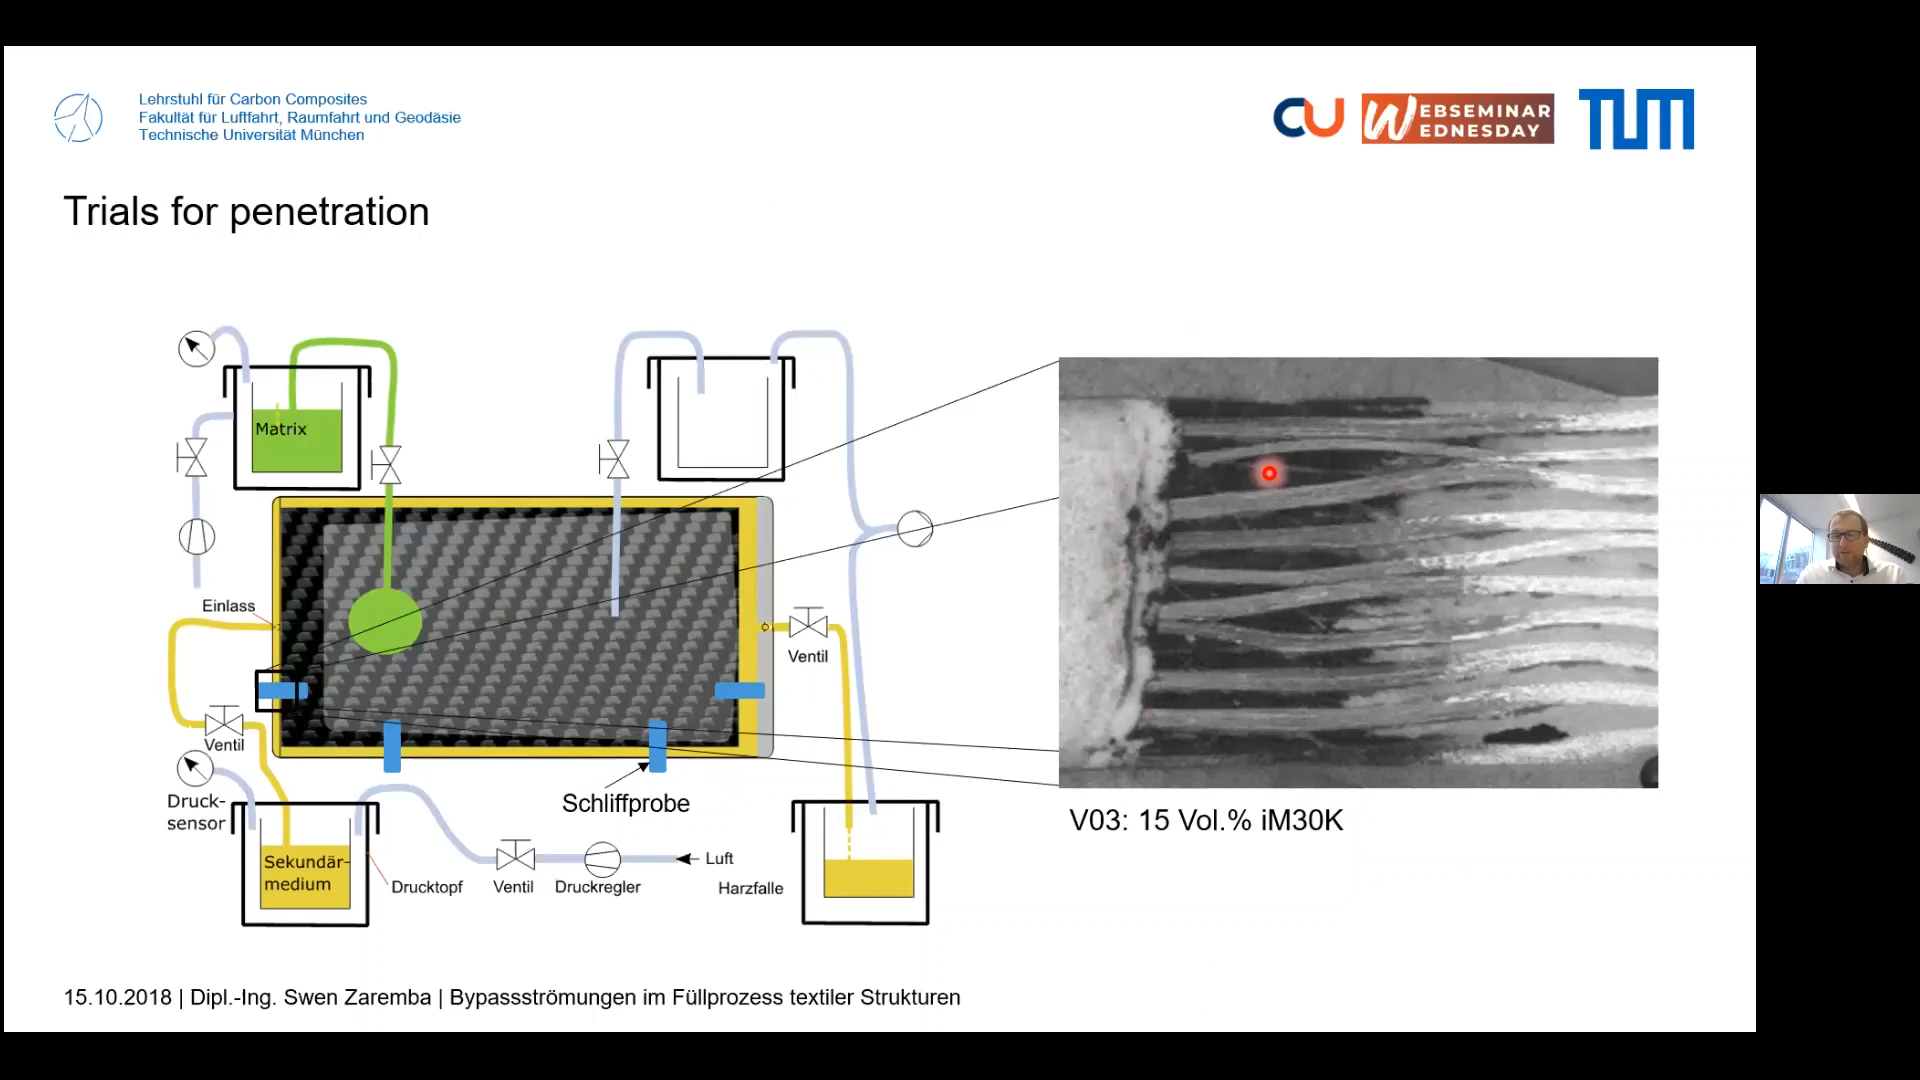 Lehrstuhl für Carbon Composites
Fakultät für Luftfahrt, Raumfahrt und Geodäsie
Technische Universität München
CU
WEBSEMINAR
WEDNESDAY
TUM
Trials for penetration
Matrix
Einlass
Ventil
Ventil
Druck-
sensor
Schliffprobe
Sekundär-
medium
Drucktopf
Ventil
Druckregler
Luft
Harzfalle
V03: 15 Vol.% iM30K
15.10.2018 | Dipl.-Ing. Swen Zaremba | Bypassströmungen im Füllprozess textiler Strukturen